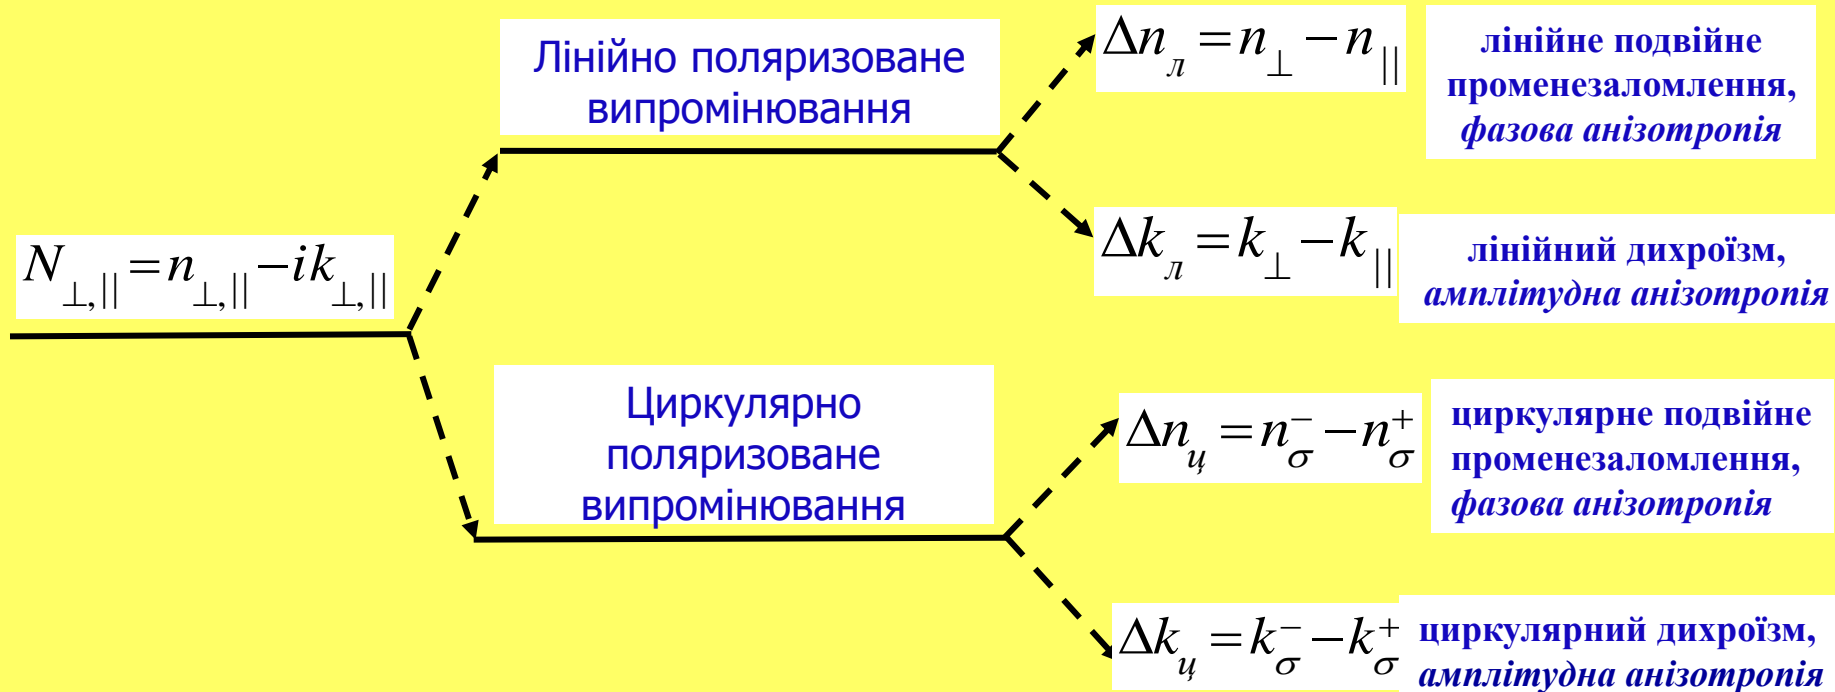 N⊥,|| = n⊥,|| − ik⊥,||
Лінійно поляризоване
випромінювання
Δnл = n⊥ − n||
лінійне подвійне
променезаломлення,
фазова анізотропія
Δkл = k⊥ − k||
лінійний дихроїзм,
амплітудна анізотропія
Циркулярно
поляризоване
випромінювання
Δnц = nσ⁻ − nσ⁺
циркулярне подвійне
променезаломлення,
фазова анізотропія
Δkц = kσ⁻ − kσ⁺
циркулярний дихроїзм,
амплітудна анізотропія